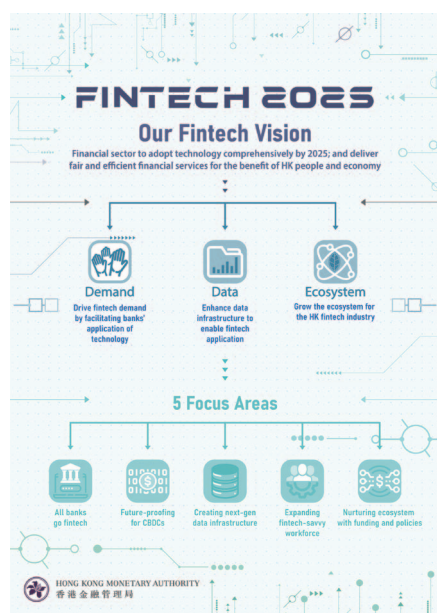 FINTECH 2025
Our Fintech Vision
Financial sector to adopt technology comprehensively by 2025; and deliver
fair and efficient financial services for the benefit of HK people and economy
Demand
Drive fintech demand
by facilitating banks'
application of
technology
Data
Enhance data
infrastructure to
enable fintech
application
Ecosystem
Grow the ecosystem for
the HK fintech industry
5 Focus Areas
All banks
go fintech
Future-proofing
for CBDCs
Creating next-gen
data infrastructure
Expanding
fintech-savvy
workforce
Nurturing ecosystem
with funding and policies
HONG KONG MONETARY AUTHORITY
香港金融管理局